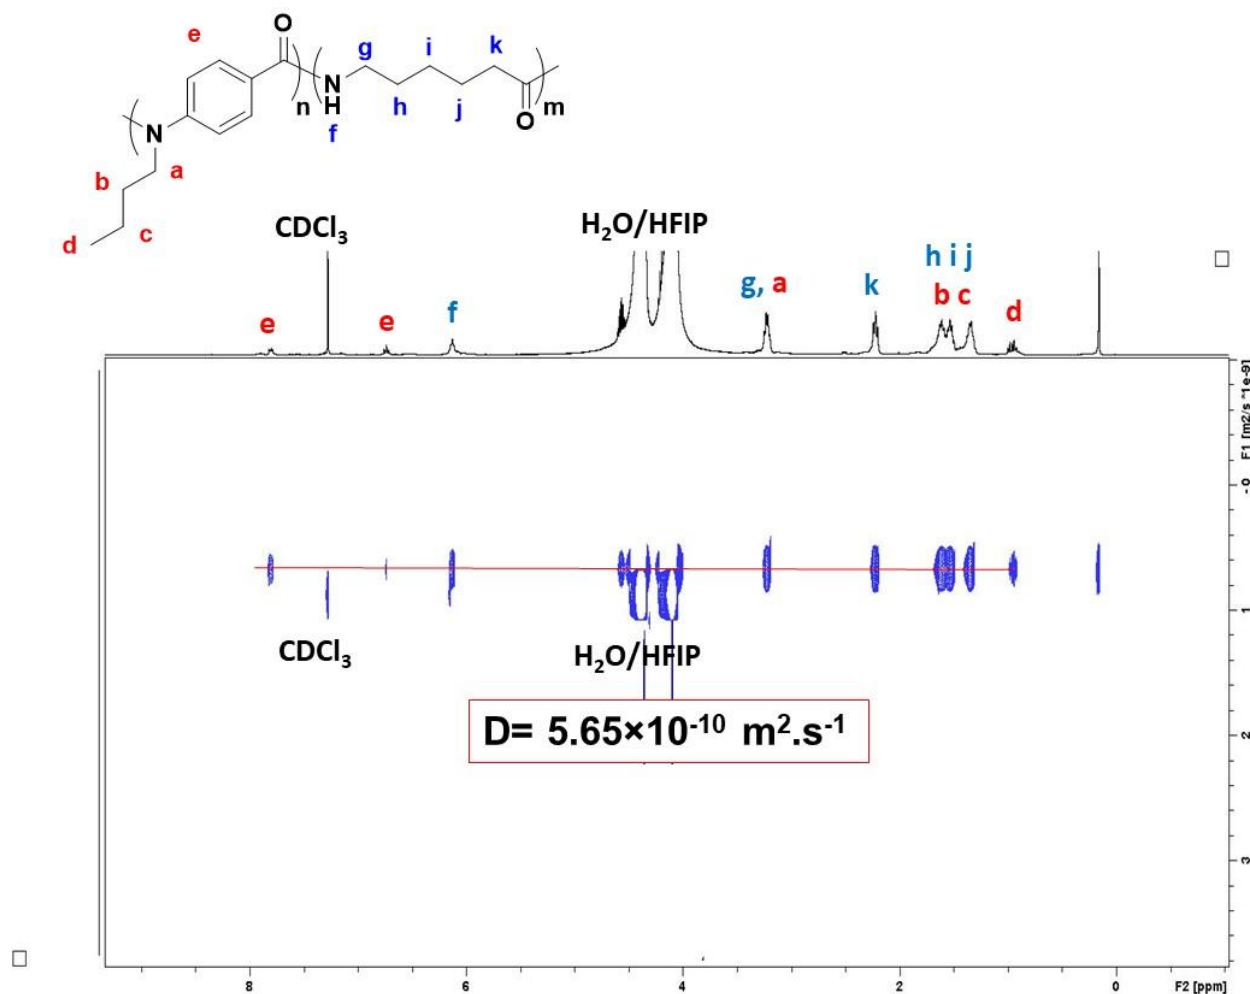 O
e
k
g
i
N
n
H
m
h
j
O
f
N
a
b
c
d
CDCl₃
H₂O/HFIP
h i j
g, a
k
b c
d
e
e
f
F1 [m2/s *1e-9]
-0
CDCl₃
H₂O/HFIP
1
D= 5.65×10⁻¹⁰ m².s⁻¹
2
3
8
6
4
2
0
F2 [ppm]